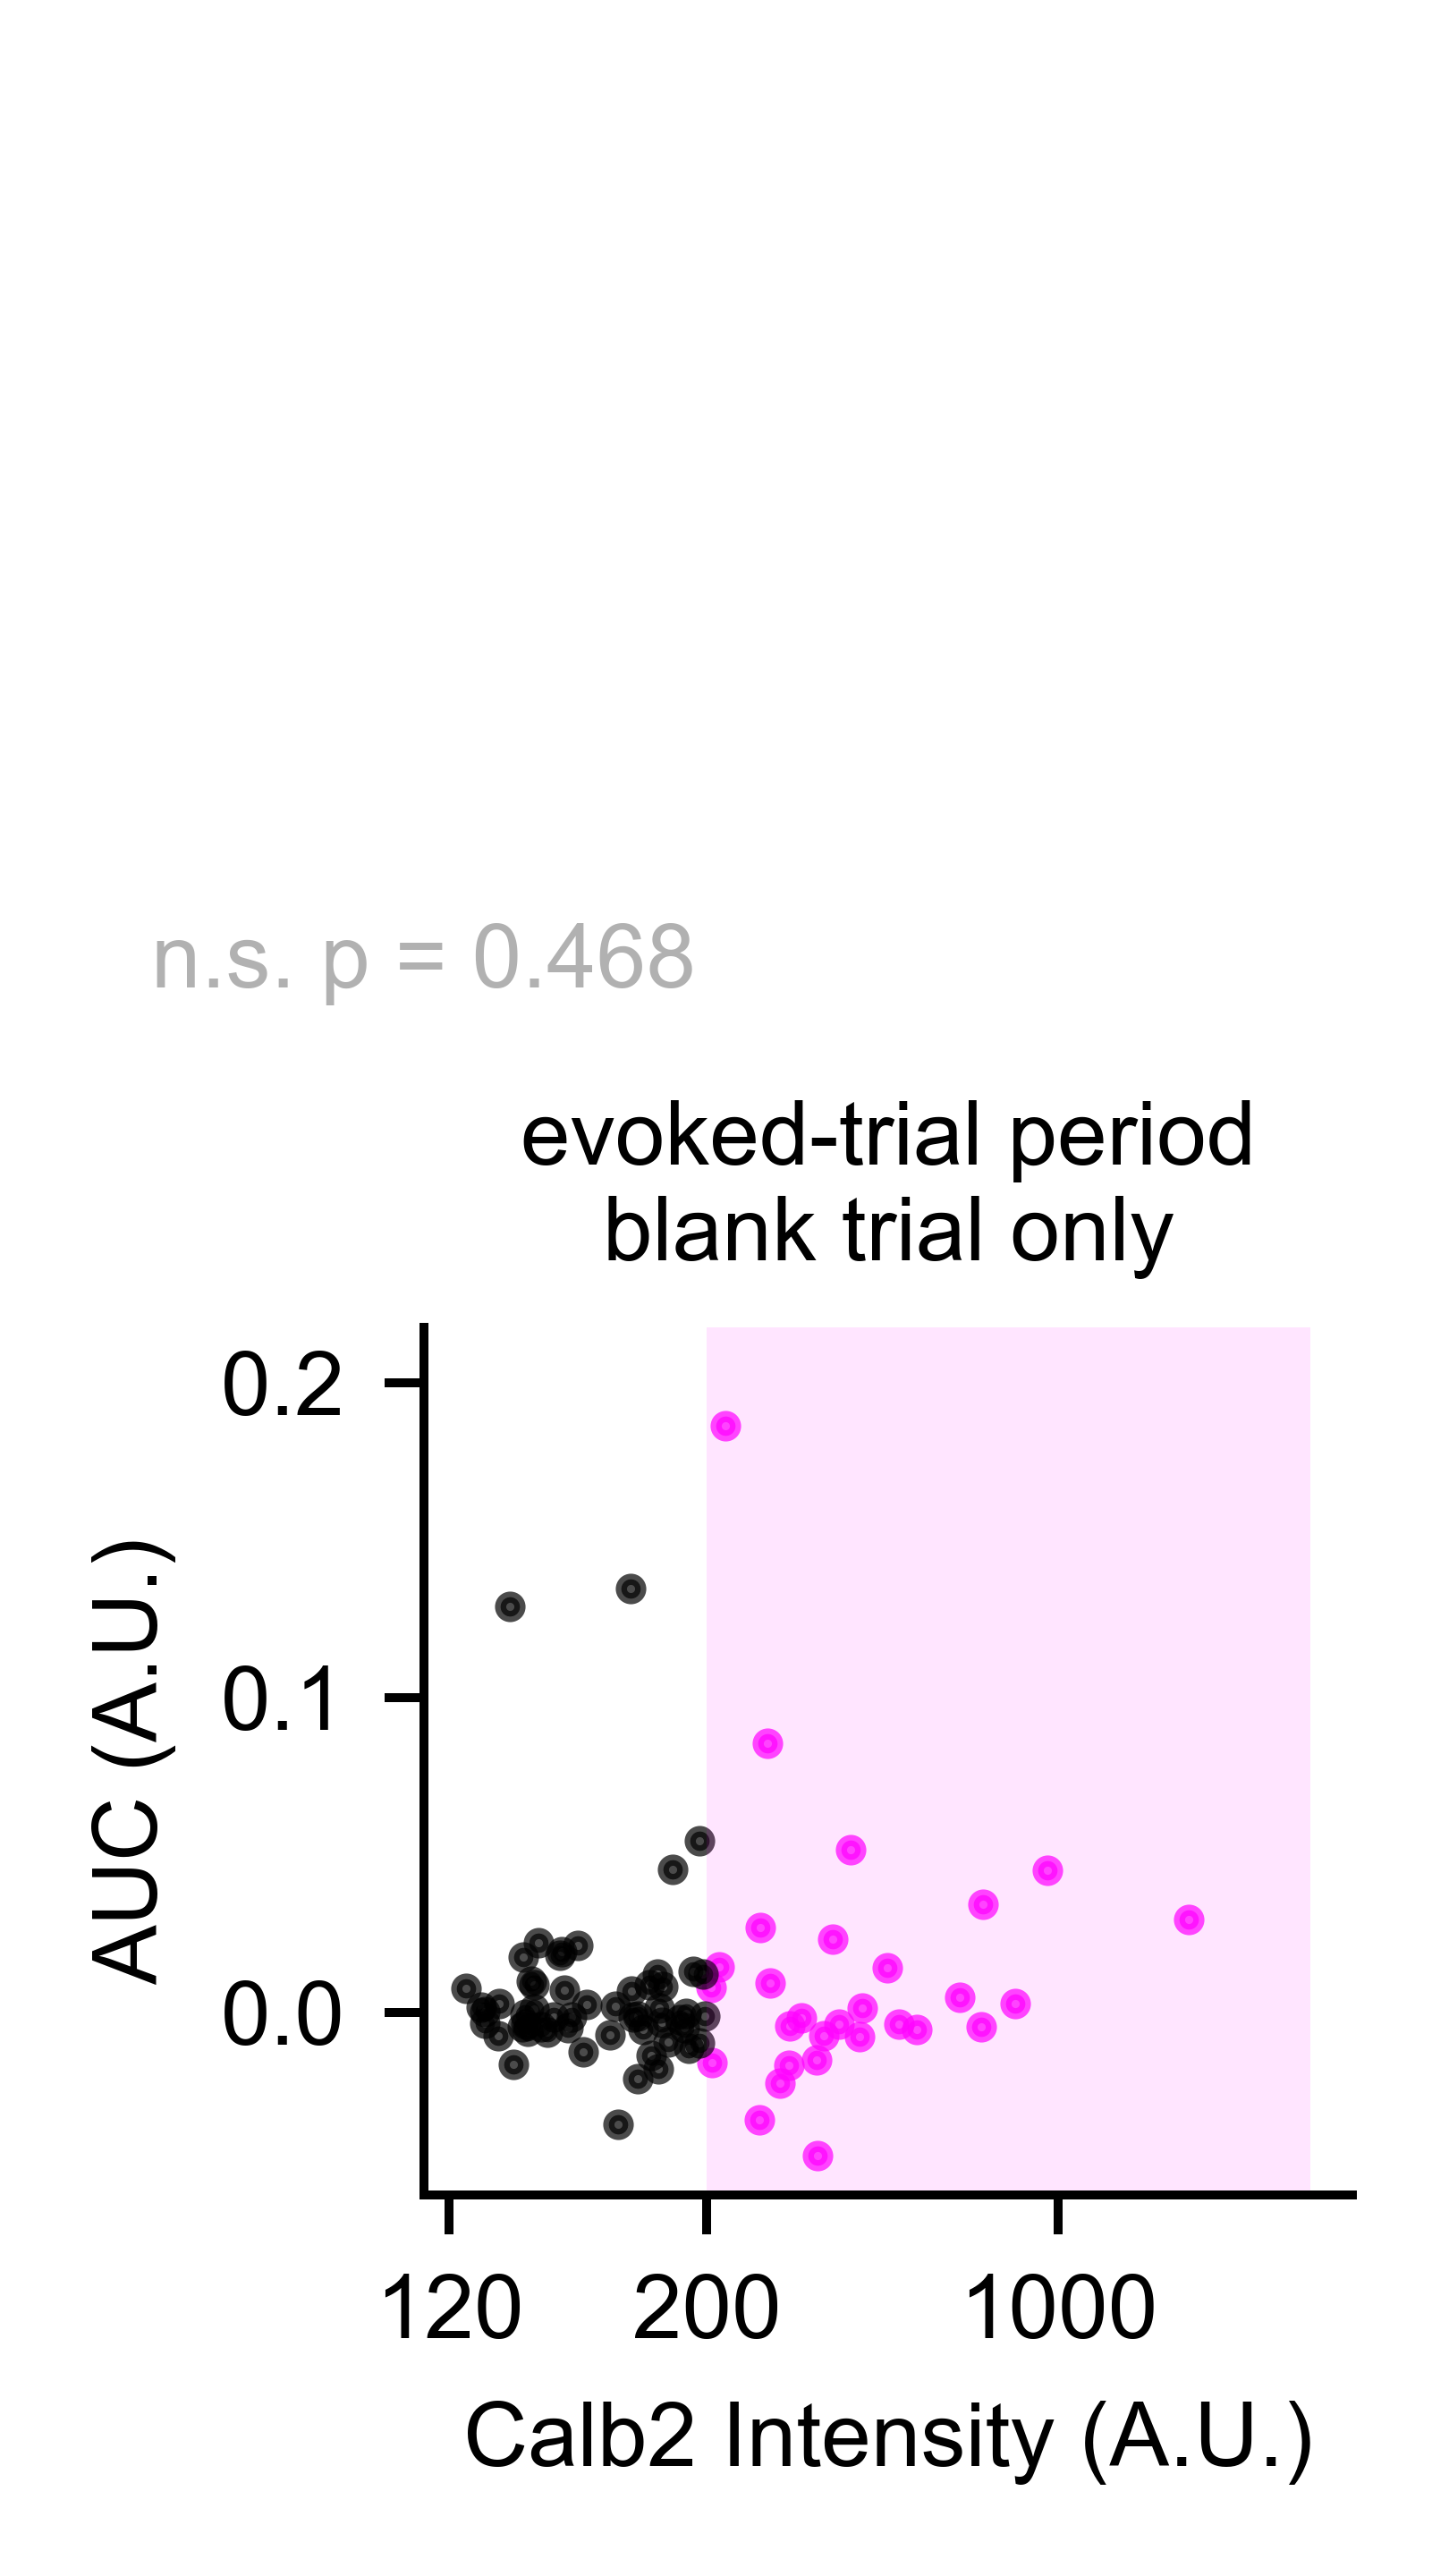 n.s. p = 0.468
evoked-trial period
blank trial only
0.2
0.1
0.0
AUC (A.U.)
120 200 1000
Calb2 Intensity (A.U.)